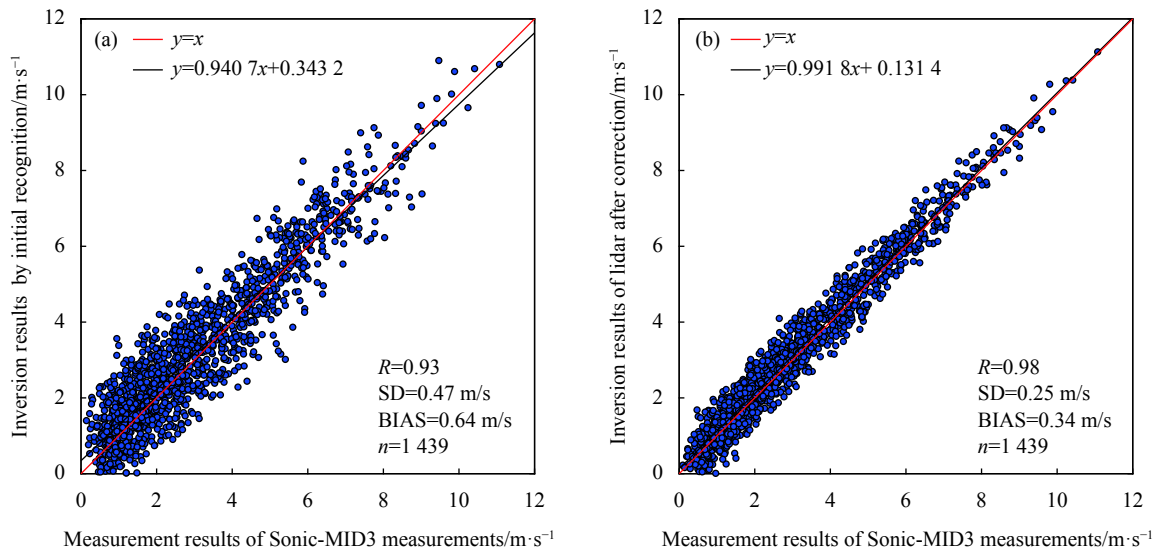 (a)
y=x
y=0.940 7x+0.343 2
R=0.93
SD=0.47 m/s
BIAS=0.64 m/s
n=1 439
12
10
8
6
4
2
0
0 2 4 6 8 10 12
Inversion results by initial recognition/m·s⁻¹
Measurement results of Sonic-MID3 measurements/m·s⁻¹
(b)
y=x
y=0.991 8x+ 0.131 4
R=0.98
SD=0.25 m/s
BIAS=0.34 m/s
n=1 439
12
10
8
6
4
2
0
0 2 4 6 8 10 12
Inversion results of lidar after correction/m·s⁻¹
Measurement results of Sonic-MID3 measurements/m·s⁻¹